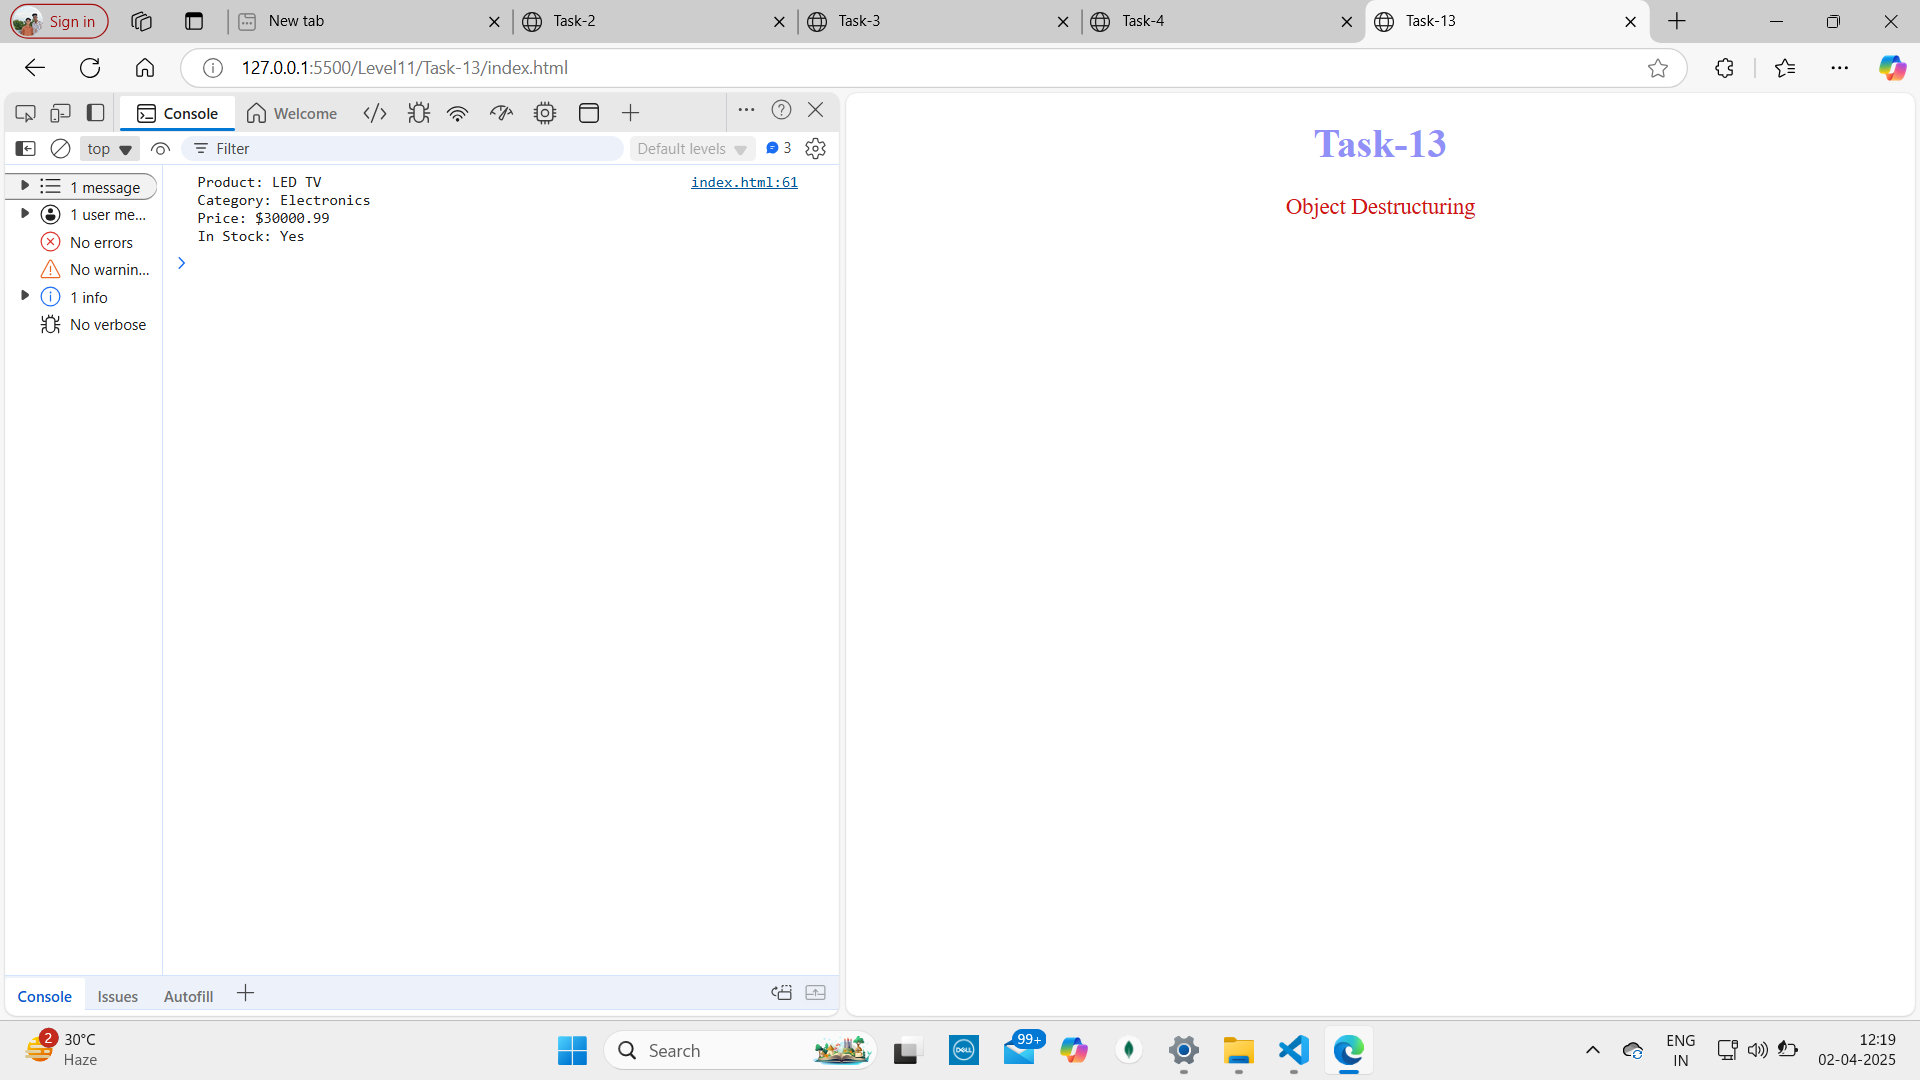 Sign in
New tab
Task-2
Task-3
Task-4
Task-13
127.0.0.1:5500/Level11/Task-13/index.html
Console
Welcome
top
Filter
Default levels
3
1 message
1 user me...
No errors
No warnin...
1 info
No verbose
Product: LED TV
index.html:61
Category: Electronics
Price: $30000.99
In Stock: Yes
Task-13
Object Destructuring
Console
Issues
Autofill
2
30°C
Haze
Search
DELL
99+
ENG
IN
12:19
02-04-2025